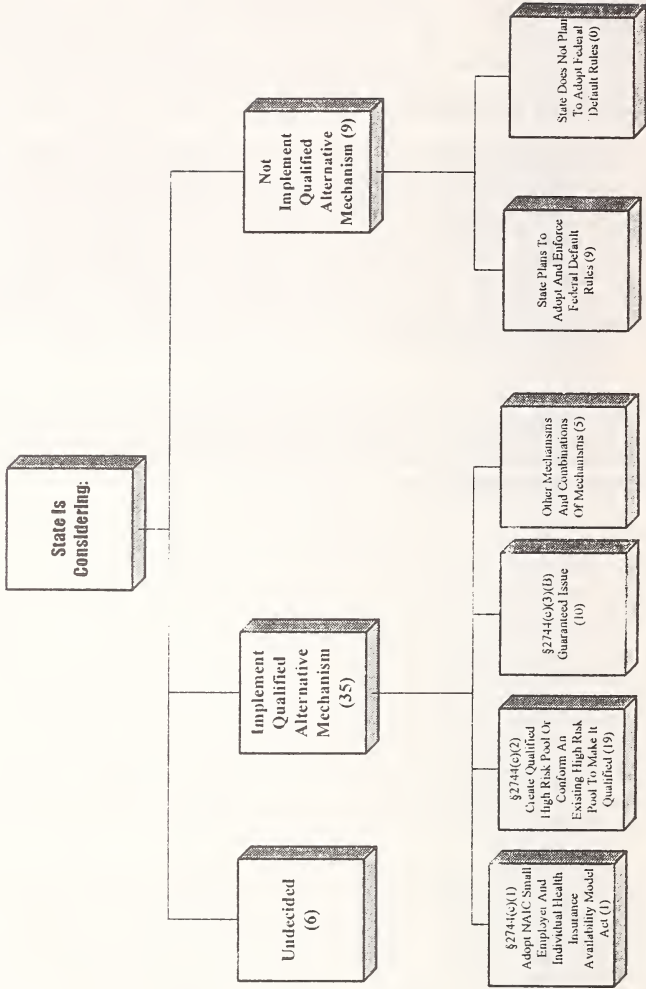 State Is
Considering:
Undecided
(6)
Implement
Qualified
Alternative
Mechanism
(35)
Not
Implement
Qualified
Alternative
Mechanism (9)
§2744(c)(1)
Adopt NAIC Small
Employer And
Individual Health
Insurance
Availability Model
Act (1)
§2744(c)(2)
Create Qualified
High Risk Pool Or
Conform An
Existing High Risk
Pool To Make It
Qualified (19)
§2744(c)(3)(B)
Guaranteed Issue
(10)
Other Mechanisms
And Combinations
Of Mechanisms (5)
State Plans To
Adopt And Enforce
Federal Default
Rules (9)
State Does Not Plan
To Adopt Federal
Default Rules (0)